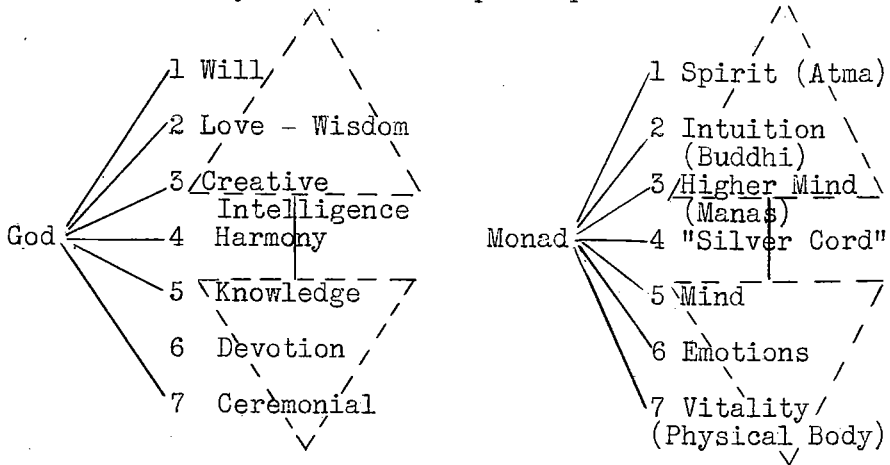 God
1 Will
2 Love - Wisdom
3 Creative
Intelligence
4 Harmony
5 Knowledge
6 Devotion
7 Ceremonial
Monad
1 Spirit (Atma)
2 Intuition
(Buddhi)
3 Higher Mind
(Manas)
4 "Silver Cord"
5 Mind
6 Emotions
7 Vitality
(Physical Body)